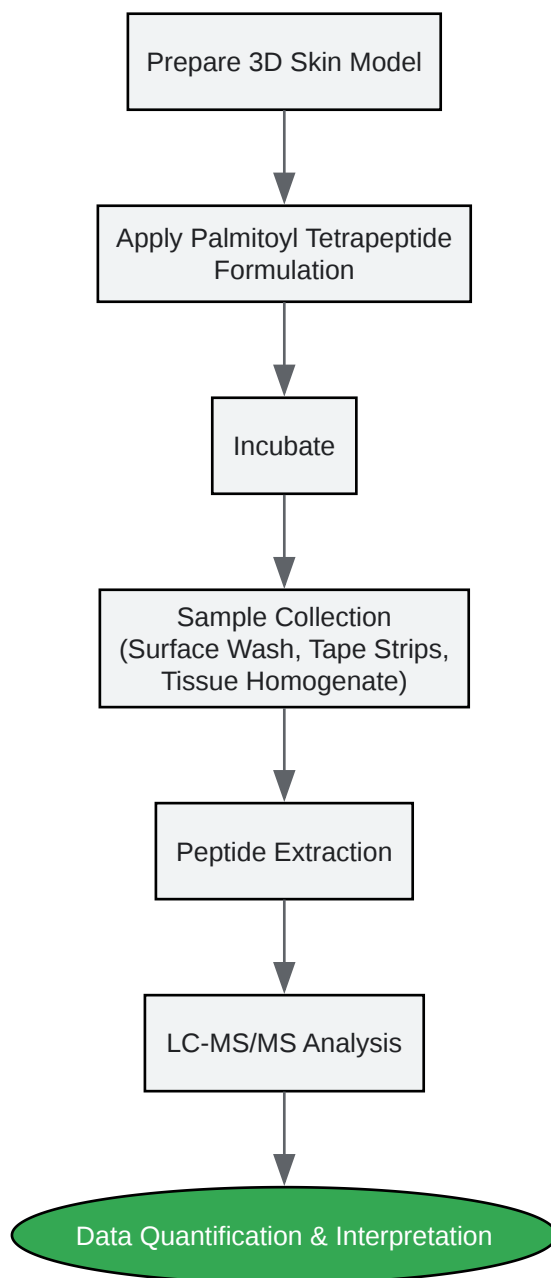 Prepare 3D Skin Model
Apply Palmitoyl Tetrapeptide
Formulation
Incubate
Sample Collection
(Surface Wash, Tape Strips,
Tissue Homogenate)
Peptide Extraction
LC-MS/MS Analysis
Data Quantification & Interpretation